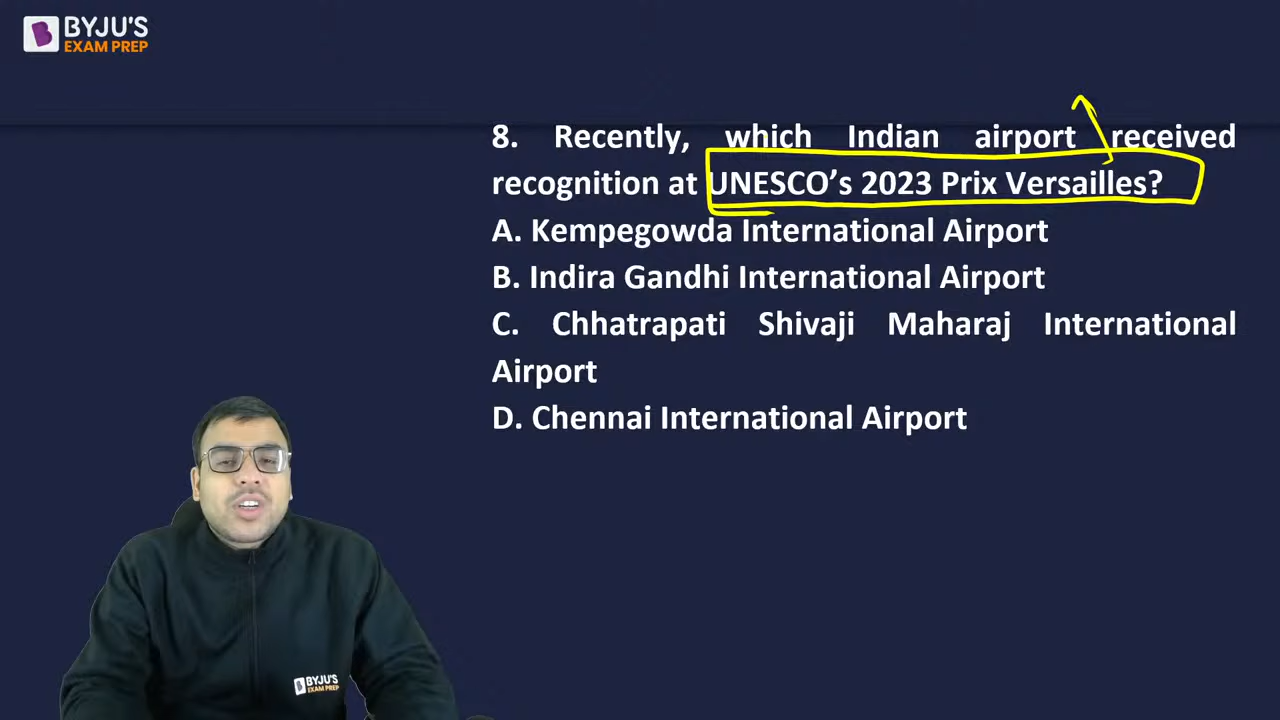 BYJU'S
EXAM PREP
8. Recently, which Indian airport received
recognition at UNESCO’s 2023 Prix Versailles?
A. Kempegowda International Airport
B. Indira Gandhi International Airport
C. Chhatrapati Shivaji Maharaj International
Airport
D. Chennai International Airport
BYJU'S
EXAM PREP